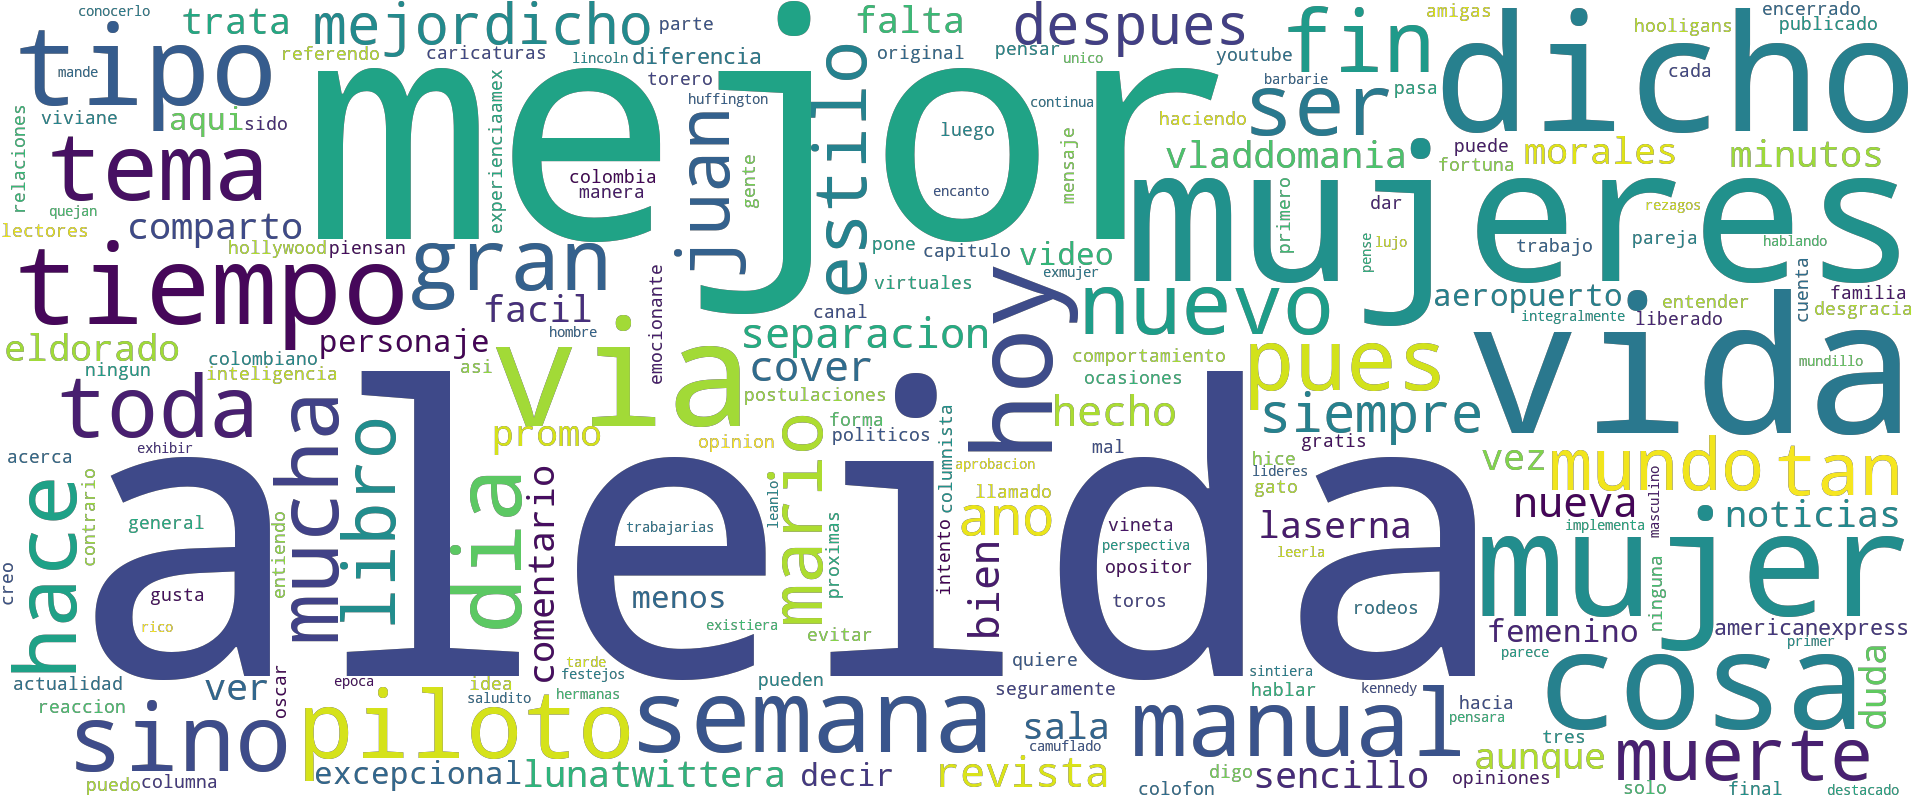 conocerlo
trata
mejordicho
parte
falta
despues
fin
amigas
encerrado
hooligans
publicado
tipo
referendo
caricaturas
lincoln
diferencia
original
pensar
unico
youtube
dicho
mande
torero
barbarie
cada
mejor
experienciaamex
huffington
continua
pasa
ser
viviane
aqui
sido
juan
estilo
luego
haciendo
relaciones
tema
gente
mensaje
vladdomania
puede
fortuna
morales
minutos
colombia
manera
encanto
mujeres
primero
dar
rezagos
quejan
lectores
comparto
hollywood
piensan
gran
pone
capitulo
video
pense
lujo
trabajo
pareja
hablando
tiempo
facil
emocionante
virtuales
hoy
exmujer
nuevo
aeropuerto
cuenta
familia
entender
desgracia
integralmente
liberado
canal
hombre
personaje
separacion
eldorado
ningun
colombiano
inteligencia
asi
via
cover
comportamiento
ocasiones
pues
vida
mundillo
toda
mucha
libro
postulaciones
forma
politicos
columnista
hecho
siempre
promo
opinion
mario
mal
gratis
exhibir
acerca
aleida
aprobacion
hice
lideres
gato
vez
mundo
tan
hace
contrario
general
entiendo
dia
comentario
trabajarias
leanlo
proximas
llamado
ano
intento
bien
vineta
perspectiva
opositor
laserna
leerla
nueva
implementa
masculino
noticias
creo
gusta
rico
menos
existiera
evitar
toros
rodeos
mujer
ninguna
femenino
americanexpress
primer
parece
actualidad
reaccion
ver
oscar
epoca
idea
tarde
festejos
saludito
hermanas
pueden
quiere
seguramente
sintiera
hablar
kennedy
hacia
pensara
cosa
duda
sino
piloto
semana
sala
camuflado
manual
tres
aunque
muerte
puedo
columna
excepcional
lunatwittera
decir
revista
colofon
digo
sencillo
opiniones
solo
final
destacado